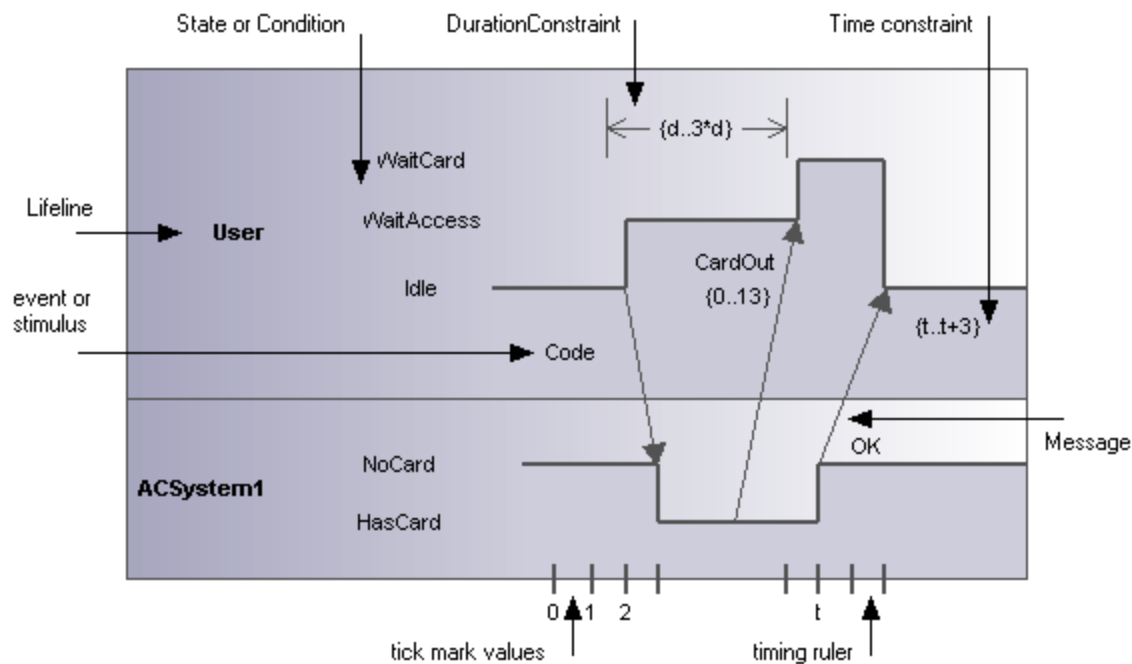 State or Condition
DurationConstraint
Time constraint
{d..3*d}
WaitCard
Lifeline
User
WaitAccess
CardOut
Idle
{0..13}
event or
stimulus
{t..t+3}
Code
Message
OK
NoCard
ACSystem1
HasCard
0 1 2 t
tick mark values
timing ruler